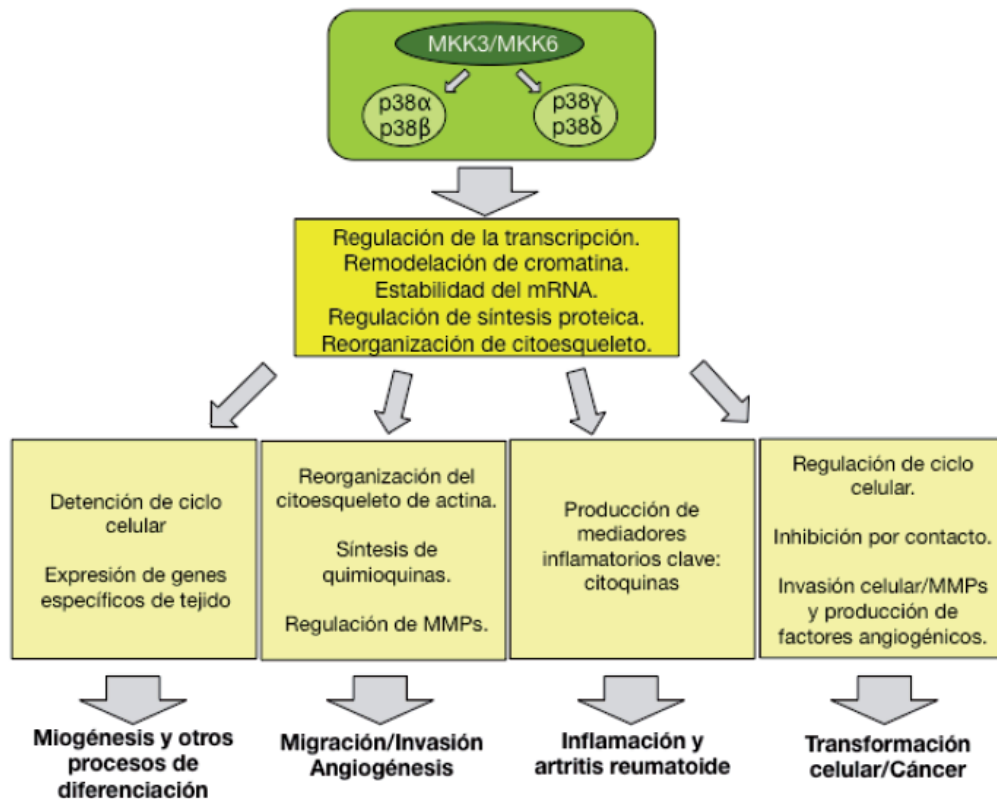 MKK3/MKK6
p38α
p38β
p38γ
p38δ
Regulación de la transcripción.
Remodelación de cromatina.
Estabilidad del mRNA.
Regulación de síntesis proteica.
Reorganización de citoesqueleto.
Detención de ciclo
celular
Expresión de genes
específicos de tejido
Reorganización del
citoesqueleto de actina.
Síntesis de
quimioquinas.
Regulación de MMPs.
Producción de
mediadores
inflamatorios clave:
citoquinas
Regulación de ciclo
celular.
Inhibición por contacto.
Invasión celular/MMPs
y producción de
factores angiogénicos.
Miogénesis y otros
procesos de
diferenciación
Migración/Invasión
Angiogénesis
Inflamación y
artritis reumatoide
Transformación
celular/Cáncer